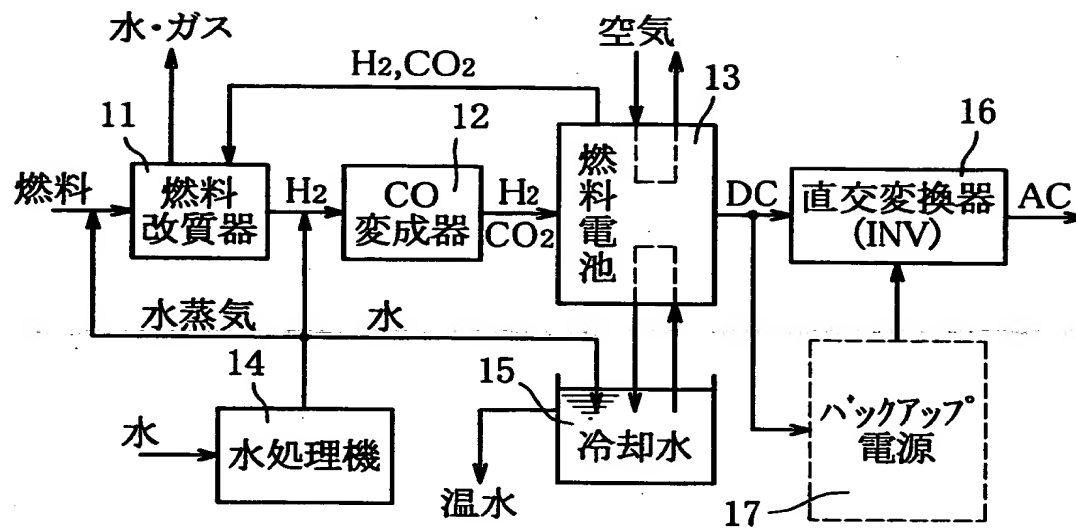 水・ガス
空気
H2,CO2
11
12
13
16
燃料
燃料
改質器
H2
CO
変成器
H2
CO2
燃料電池
DC
直交変換器
(INV)
AC
水蒸気
水
14
15
水
水処理機
冷却水
温水
バックアップ
電源
17